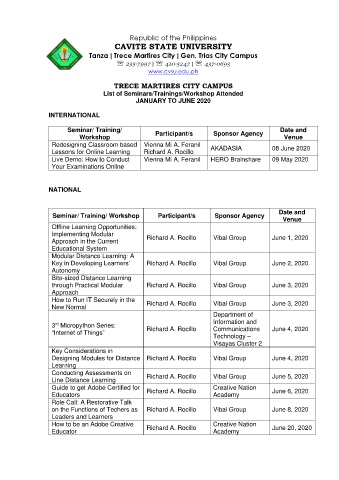 Republic of the Philippines
CAVITE STATE UNIVERSITY
Tanza | Trece Martires City | Gen. Trias City Campus
☏ 235-7997 | ☏ 410-5247 | ☏ 437-0693
www.cvsu.edu.ph
TRECE MARTIRES CITY CAMPUS
List of Seminars/Trainings/Workshop Attended
JANUARY TO JUNE 2020
INTERNATIONAL
Seminar/ Training/ Workshop
Participant/s
Sponsor Agency
Date and Venue
Redesigning Classroom based Lessons for Online Learning
Vienna Mi A. Feranil
Richard A. Rocillo
AKADASIA
08 June 2020
Live Demo: How to Conduct Your Examinations Online
Vienna Mi A. Feranil
HERO Brainshare
09 May 2020
NATIONAL
Seminar/ Training/ Workshop
Participant/s
Sponsor Agency
Date and Venue
Offline Learning Opportunities: Implementing Modular Approach in the Current Educational System
Richard A. Rocillo
Vibal Group
June 1, 2020
Modular Distance Learning: A Key in Developing Learners' Autonomy
Richard A. Rocillo
Vibal Group
June 2, 2020
Bite-sized Distance Learning through Practical Modular Approach
Richard A. Rocillo
Vibal Group
June 3, 2020
How to Run IT Securely in the New Normal
Richard A. Rocillo
Vibal Group
June 3, 2020
3rd Micropython Series: "Internet of Things"
Richard A. Rocillo
Department of Information and Communications Technology – Visayas Cluster 2
June 4, 2020
Key Considerations in Designing Modules for Distance Learning
Richard A. Rocillo
Vibal Group
June 4, 2020
Conducting Assessments on Line Distance Learning
Richard A. Rocillo
Vibal Group
June 5, 2020
Guide to get Adobe Certified for Educators
Richard A. Rocillo
Creative Nation Academy
June 6, 2020
Role Call: A Restorative Talk on the Functions of Techers as Leaders and Learners
Richard A. Rocillo
Vibal Group
June 8, 2020
How to be an Adobe Creative Educator
Richard A. Rocillo
Creative Nation Academy
June 20, 2020